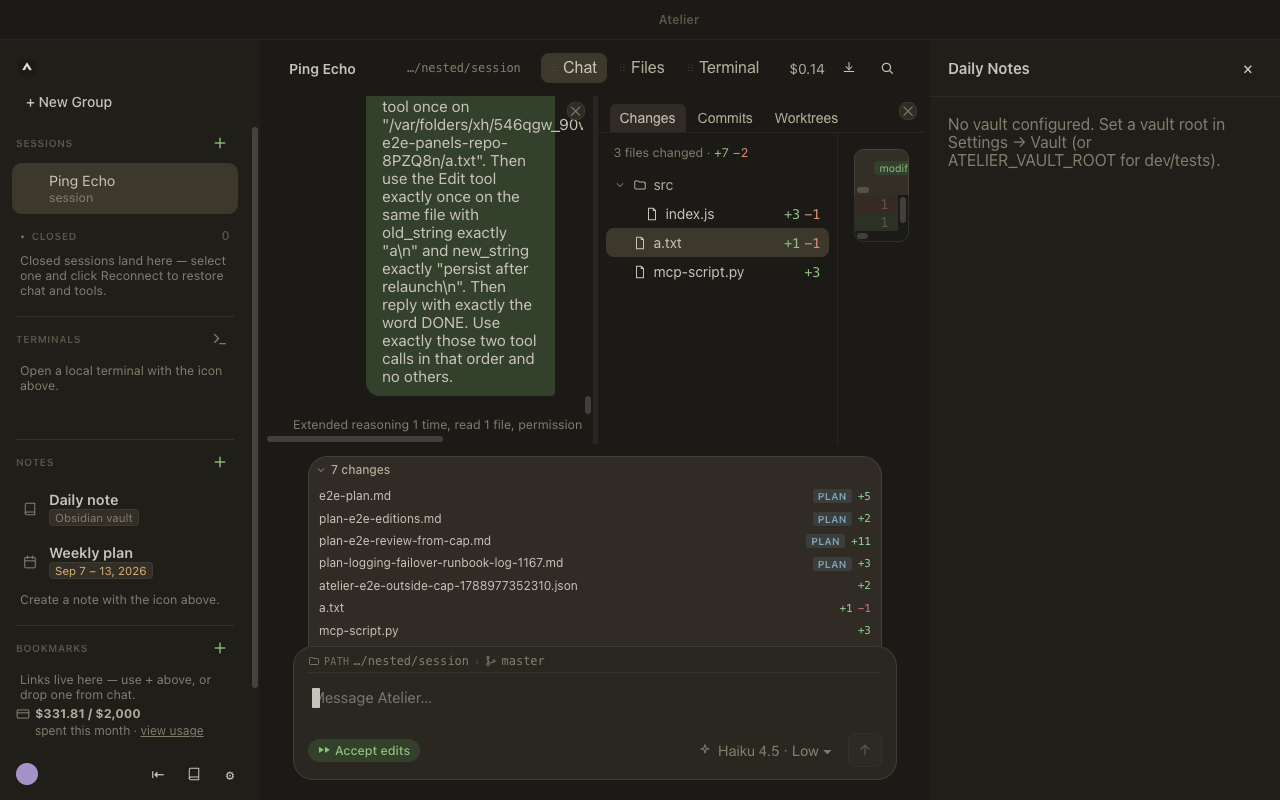 Atelier
+ New Group
SESSIONS
Ping Echo
session
CLOSED 0
Closed sessions land here — select
one and click Reconnect to restore
chat and tools.
TERMINALS
Open a local terminal with the icon
above.
NOTES
Daily note
Obsidian vault
Weekly plan
Sep 7 – 13, 2026
Create a note with the icon above.
BOOKMARKS
Links live here — use + above, or
drop one from chat.
$331.81 / $2,000
spent this month · view usage
Ping Echo
…/nested/session
Chat
Files
Terminal
$0.14
tool once on
"/var/folders/xh/546qgw_90v
e2e-panels-repo-
8PZQ8n/a.txt". Then
use the Edit tool
exactly once on the
same file with
old_string exactly
"a\n" and new_string
exactly "persist after
relaunch\n". Then
reply with exactly the
word DONE. Use
exactly those two tool
calls in that order and
no others.
Extended reasoning 1 time, read 1 file, permission
Changes
Commits
Worktrees
3 files changed · +7 −2
src
index.js +3 −1
a.txt +1 −1
mcp-script.py +3
modif
1
1
7 changes
e2e-plan.md PLAN +5
plan-e2e-editions.md PLAN +2
plan-e2e-review-from-cap.md PLAN +11
plan-logging-failover-runbook-log-1167.md PLAN +3
atelier-e2e-outside-cap-1788977352310.json +2
a.txt +1 −1
mcp-script.py +3
PATH …/nested/session › master
Message Atelier...
Accept edits
Haiku 4.5 · Low
Daily Notes
No vault configured. Set a vault root in
Settings → Vault (or
ATELIER_VAULT_ROOT for dev/tests).